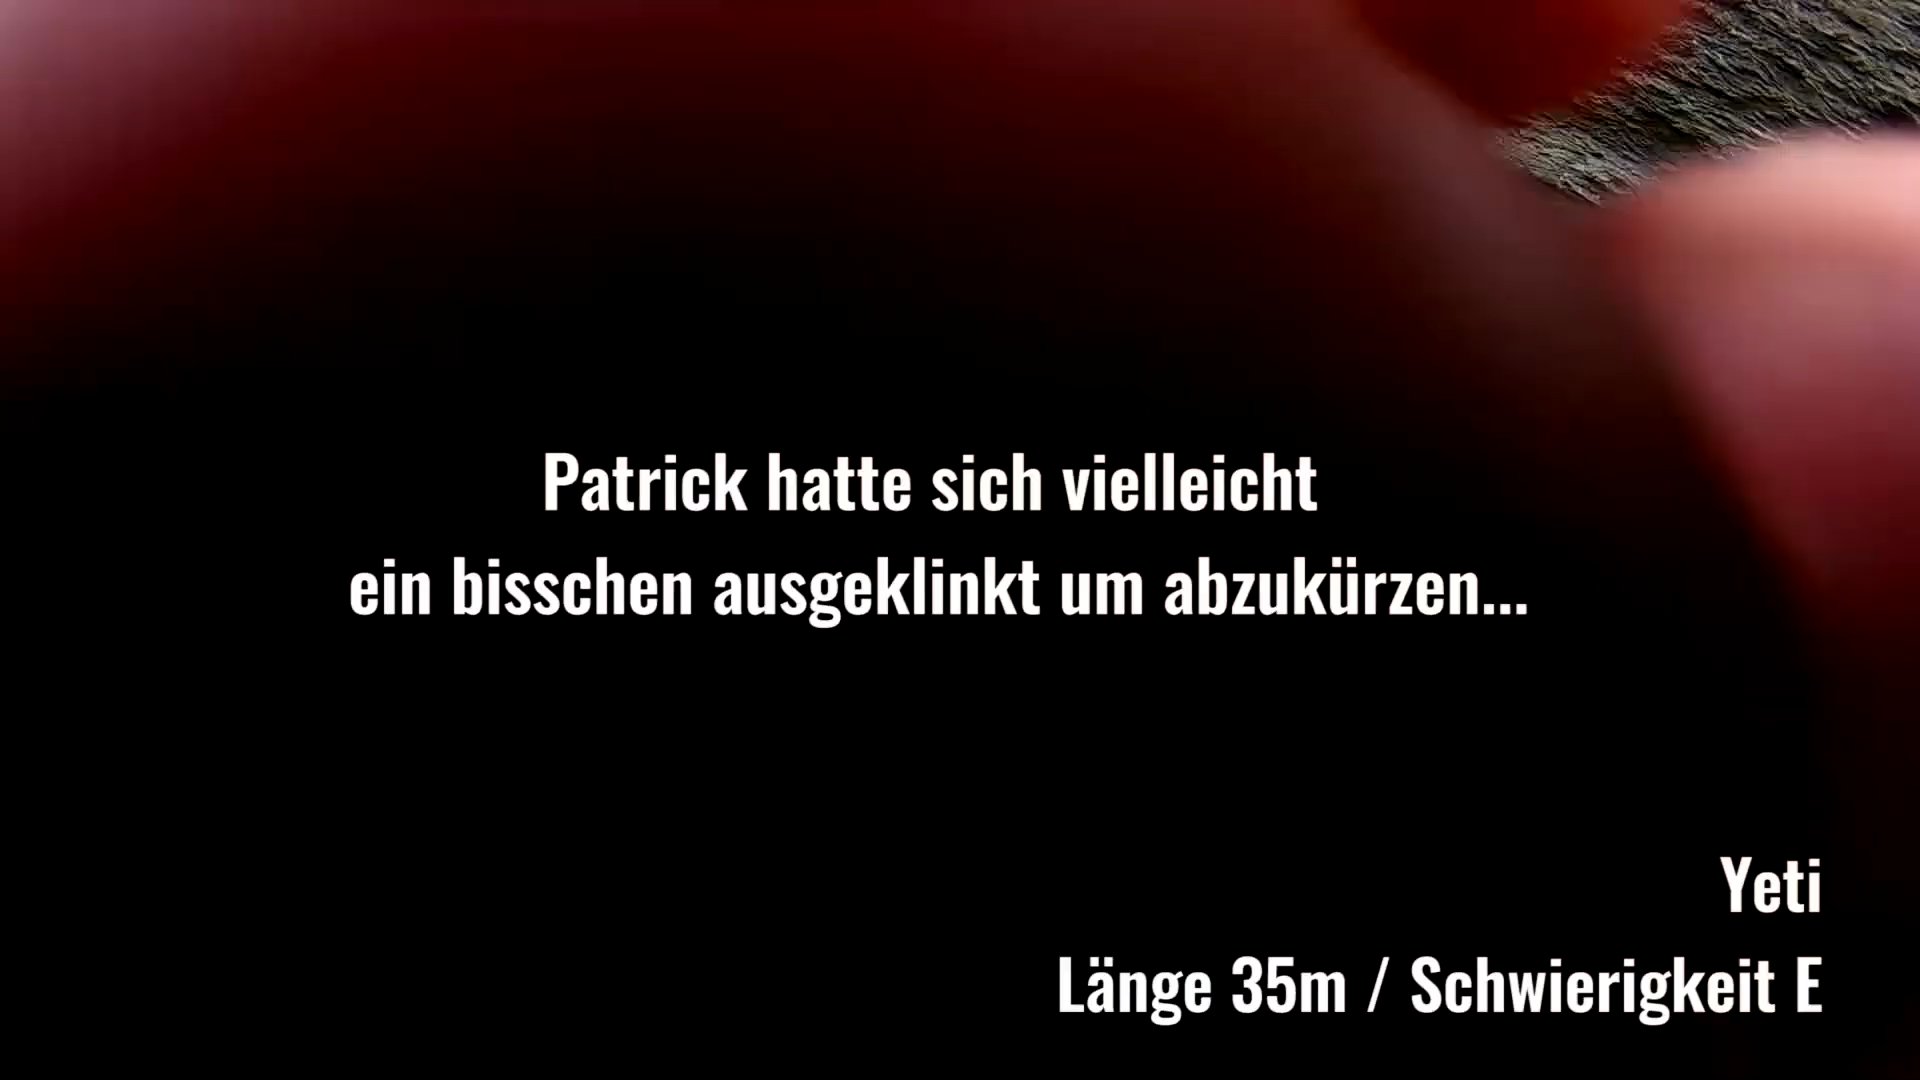 Patrick hatte sich vielleicht
ein bisschen ausgeklinkt um abzukürzen...
Yeti
Länge 35m / Schwierigkeit E